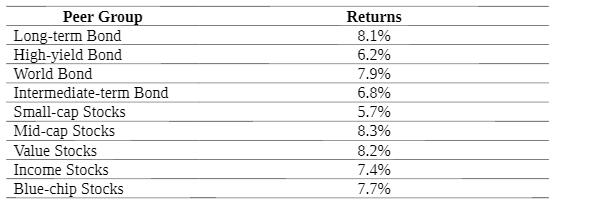 Peer Group Returns
Long-term Bond 8.1%
High-yield Bond 6.2%
World Bond 7.9%
Intermediate-term Bond 6.8%
Small-cap Stocks 5.7%
Mid-cap Stocks 8.3%
Value Stocks 8.2%
Income Stocks 7.4%
Blue-chip Stocks 7.7%